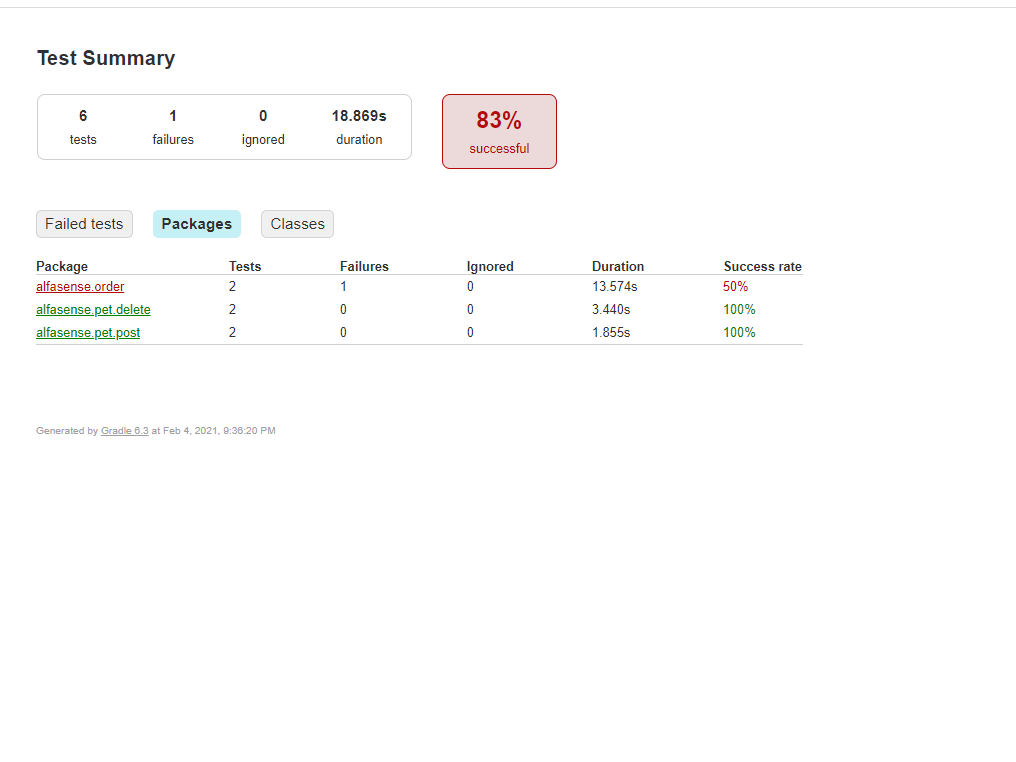 Test Summary
6 1 0 18.869s
tests failures ignored duration
83%
successful
Failed tests Packages Classes
Package Tests Failures Ignored Duration Success rate
alfasense.order 2 1 0 13.574s 50%
alfasense.pet.delete 2 0 0 3.440s 100%
alfasense.pet.post 2 0 0 1.855s 100%
Generated by Gradle 6.3 at Feb 4, 2021, 9:36:20 PM